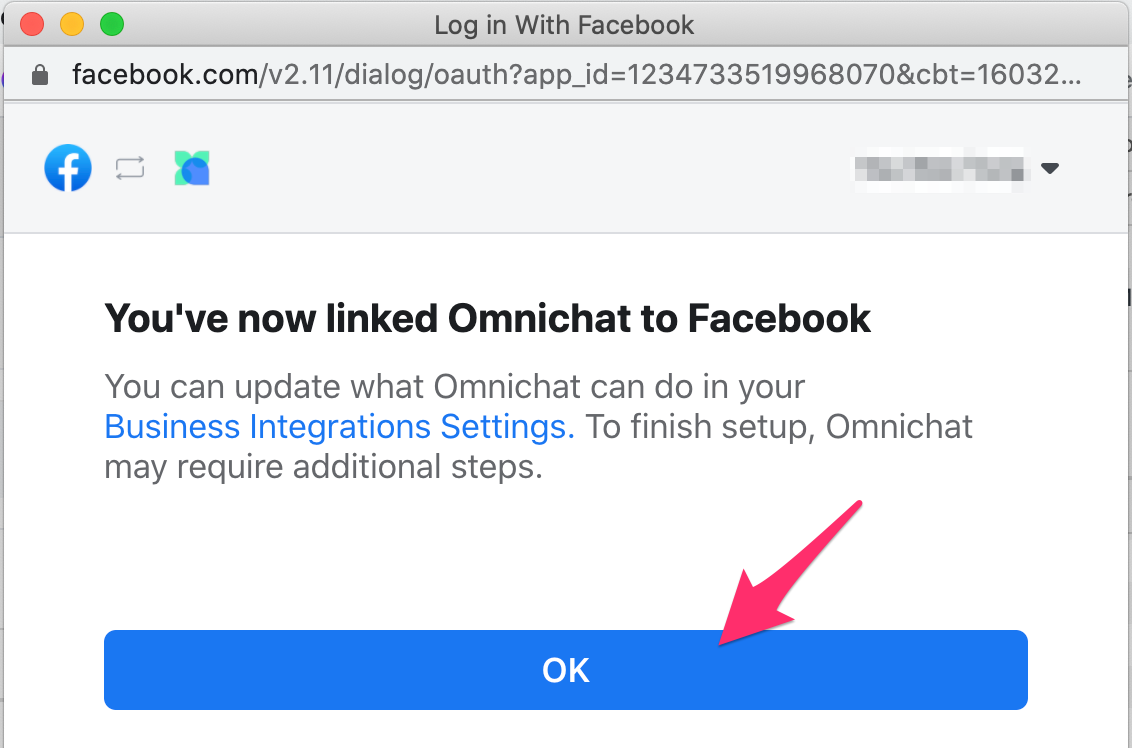 Log in With Facebook
facebook.com/v2.11/dialog/oauth?app_id=1234733519968070&cbt=16032...
You've now linked Omnichat to Facebook
You can update what Omnichat can do in your
Business Integrations Settings. To finish setup, Omnichat
may require additional steps.
OK